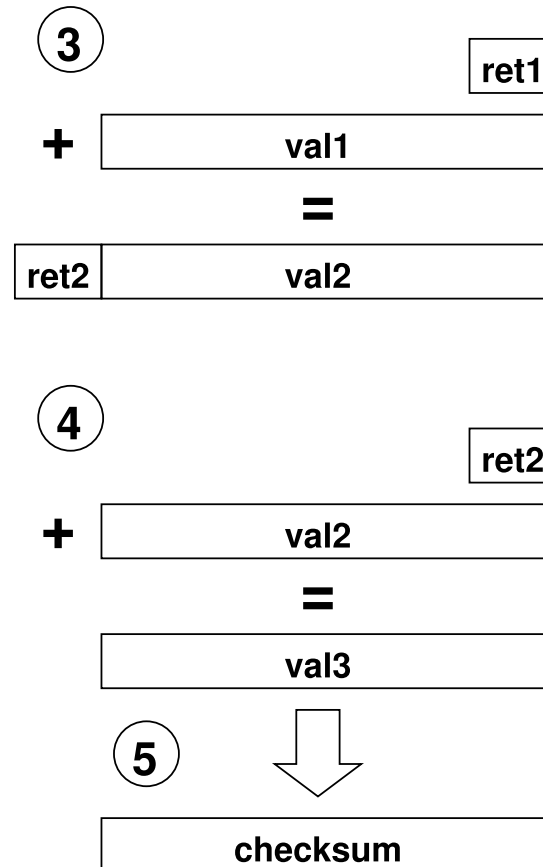 3
ret1
+ val1
=
ret2 val2
4
ret2
+ val2
=
val3
5
checksum